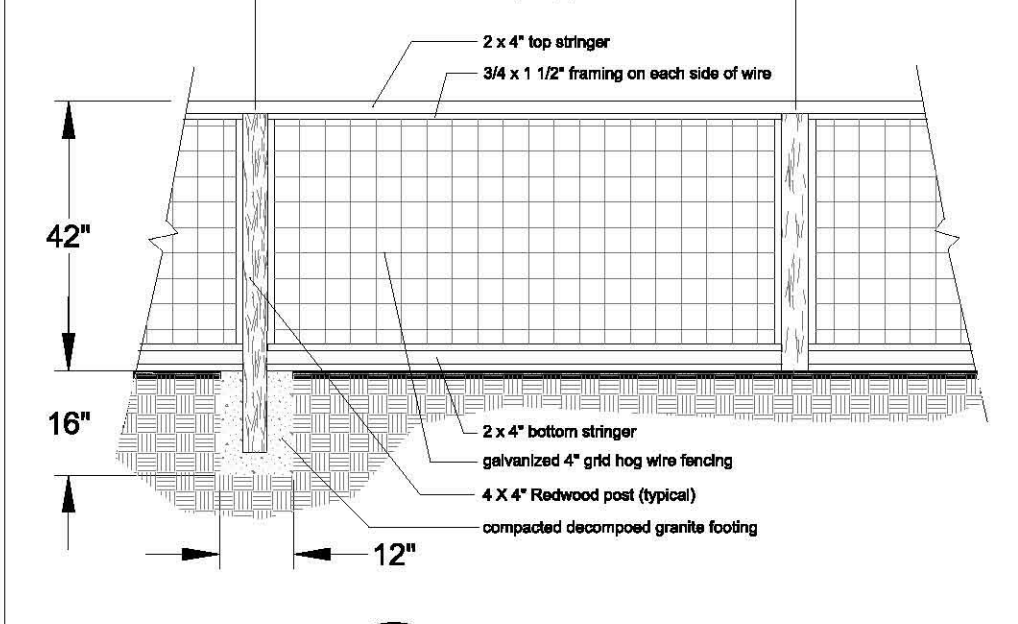 2 x 4" top stringer
3/4 x 1 1/2" framing on each side of wire
42"
16"
2 x 4" bottom stringer
galvanized 4" grid hog wire fencing
4 X 4" Redwood post (typical)
compacted decompoed granite footing
12"